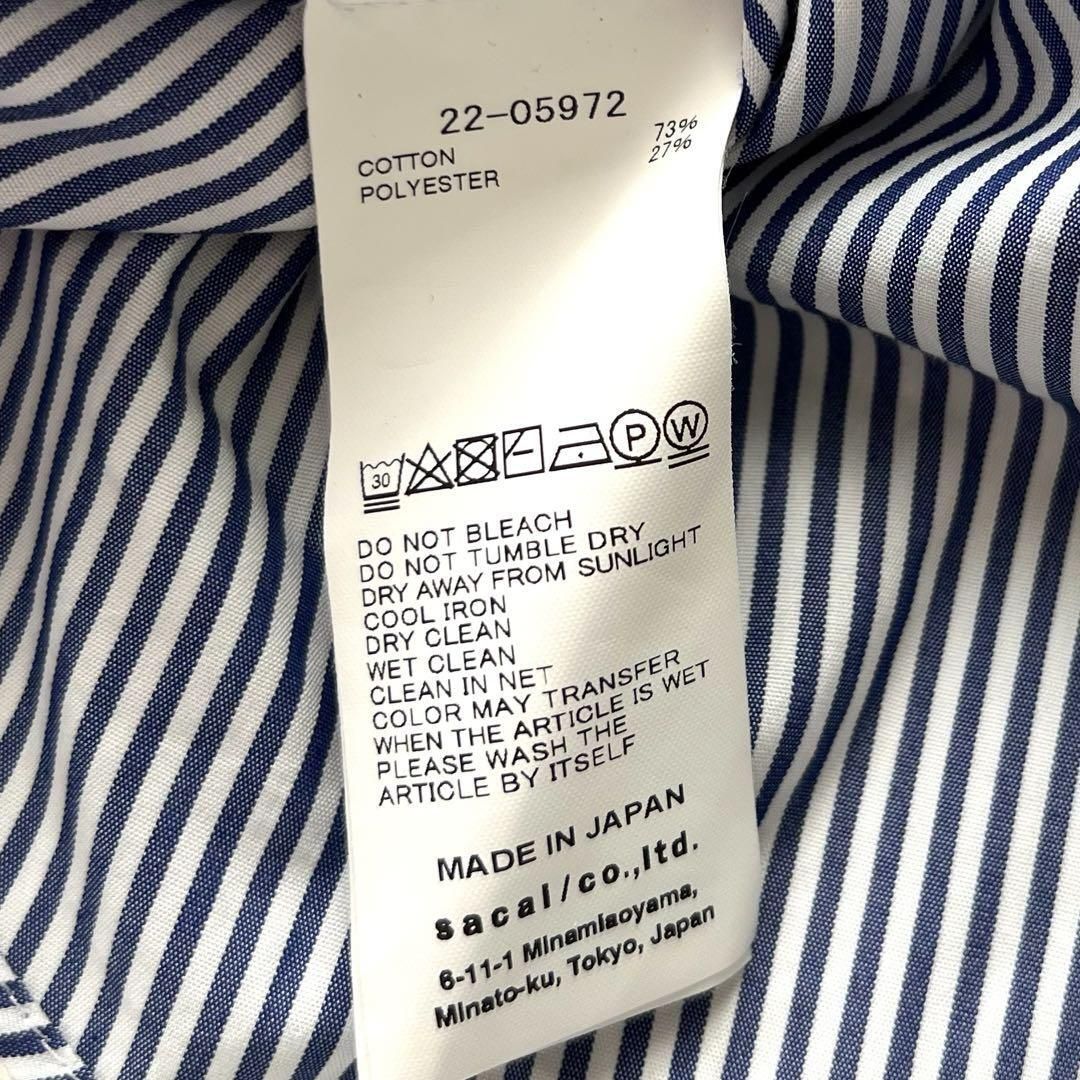 22-05972
COTTON 73%
POLYESTER 27%
30 P W
DO NOT BLEACH
DO NOT TUMBLE DRY
DRY AWAY FROM SUNLIGHT
COOL IRON
DRY CLEAN
WET CLEAN
CLEAN IN NET
COLOR MAY TRANSFER
WHEN THE ARTICLE IS WET
PLEASE WASH THE
ARTICLE BY ITSELF
MADE IN JAPAN
sacai/co.,ltd.
6-11-1 Minamiaoyama,
Minato-ku, Tokyo, Japan